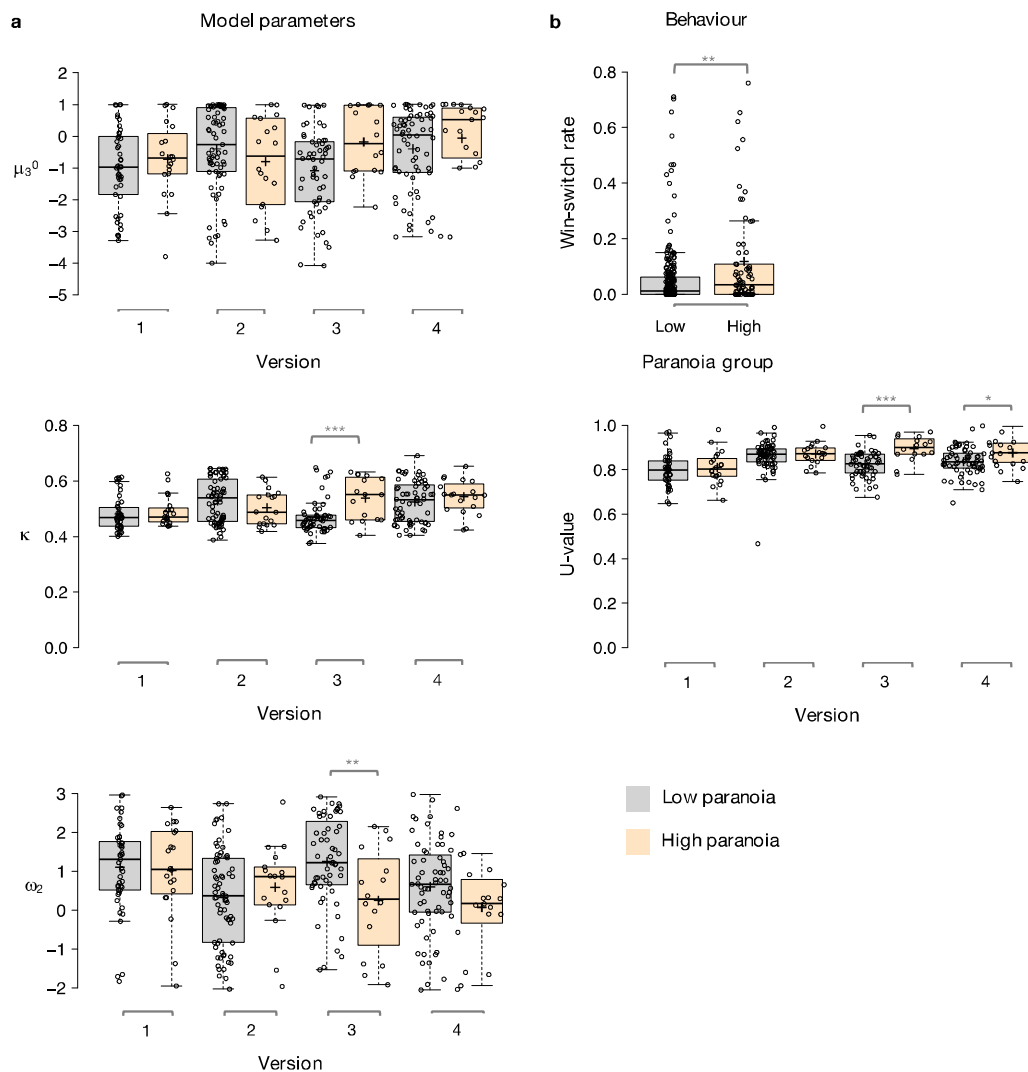 a
Model parameters
2
1
0
−1
−2
−3
−4
−5
μ₃⁰
1 2 3 4
Version
0.8
0.6
0.4
0.2
0.0
κ
***
1 2 3 4
Version
3
2
1
0
−1
−2
ω₂
**
1 2 3 4
Version
b
Behaviour
**
0.8
0.6
0.4
0.2
0.0
Win-switch rate
Low High
Paranoia group
*** *
1.0
0.8
0.6
0.4
0.2
0.0
U-value
1 2 3 4
Version
Low paranoia
High paranoia